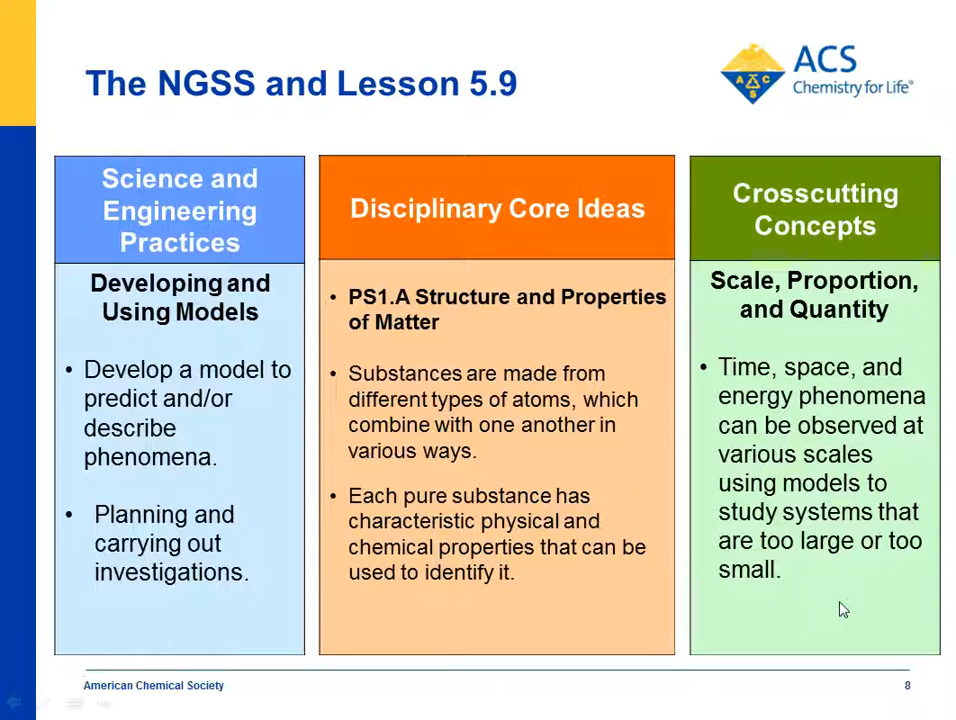 The NGSS and Lesson 5.9
A C S
ACS
Chemistry for Life®
Science and
Engineering
Practices
Developing and
Using Models
• Develop a model to
predict and/or
describe
phenomena.
• Planning and
carrying out
investigations.
Disciplinary Core Ideas
• PS1.A Structure and Properties
of Matter
• Substances are made from
different types of atoms, which
combine with one another in
various ways.
• Each pure substance has
characteristic physical and
chemical properties that can be
used to identify it.
Crosscutting
Concepts
Scale, Proportion,
and Quantity
• Time, space, and
energy phenomena
can be observed at
various scales
using models to
study systems that
are too large or too
small.
American Chemical Society
8